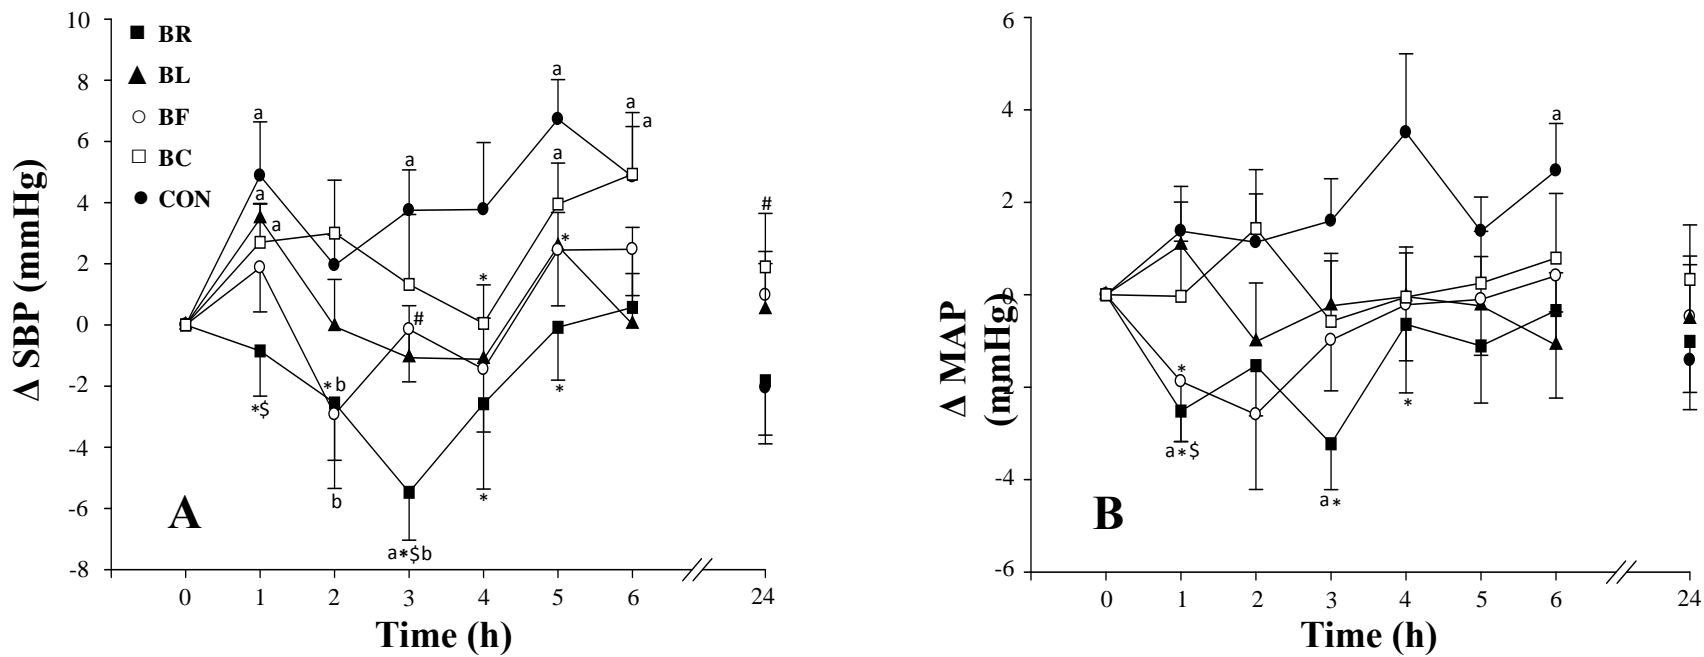 10
8
6
4
2
0
-2
-4
-6
-8
Δ SBP (mmHg)
BR
BL
BF
BC
CON
a
a
a
*$
*b
b
a
#
a*$b
*
*
a
a
*
*
a
a
#
A
0 1 2 3 4 5 6 24
Time (h)
6
4
2
0
-2
-4
-6
Δ MAP
(mmHg)
*
a*$
a*
*
a
B
0 1 2 3 4 5 6 24
Time (h)